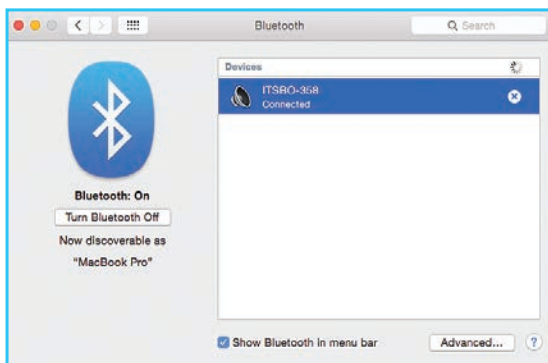 Bluetooth
Search
Devices
ITSBO-358
Connected
Bluetooth: On
Turn Bluetooth Off
Now discoverable as
“MacBook Pro”
Show Bluetooth in menu bar
Advanced...
?